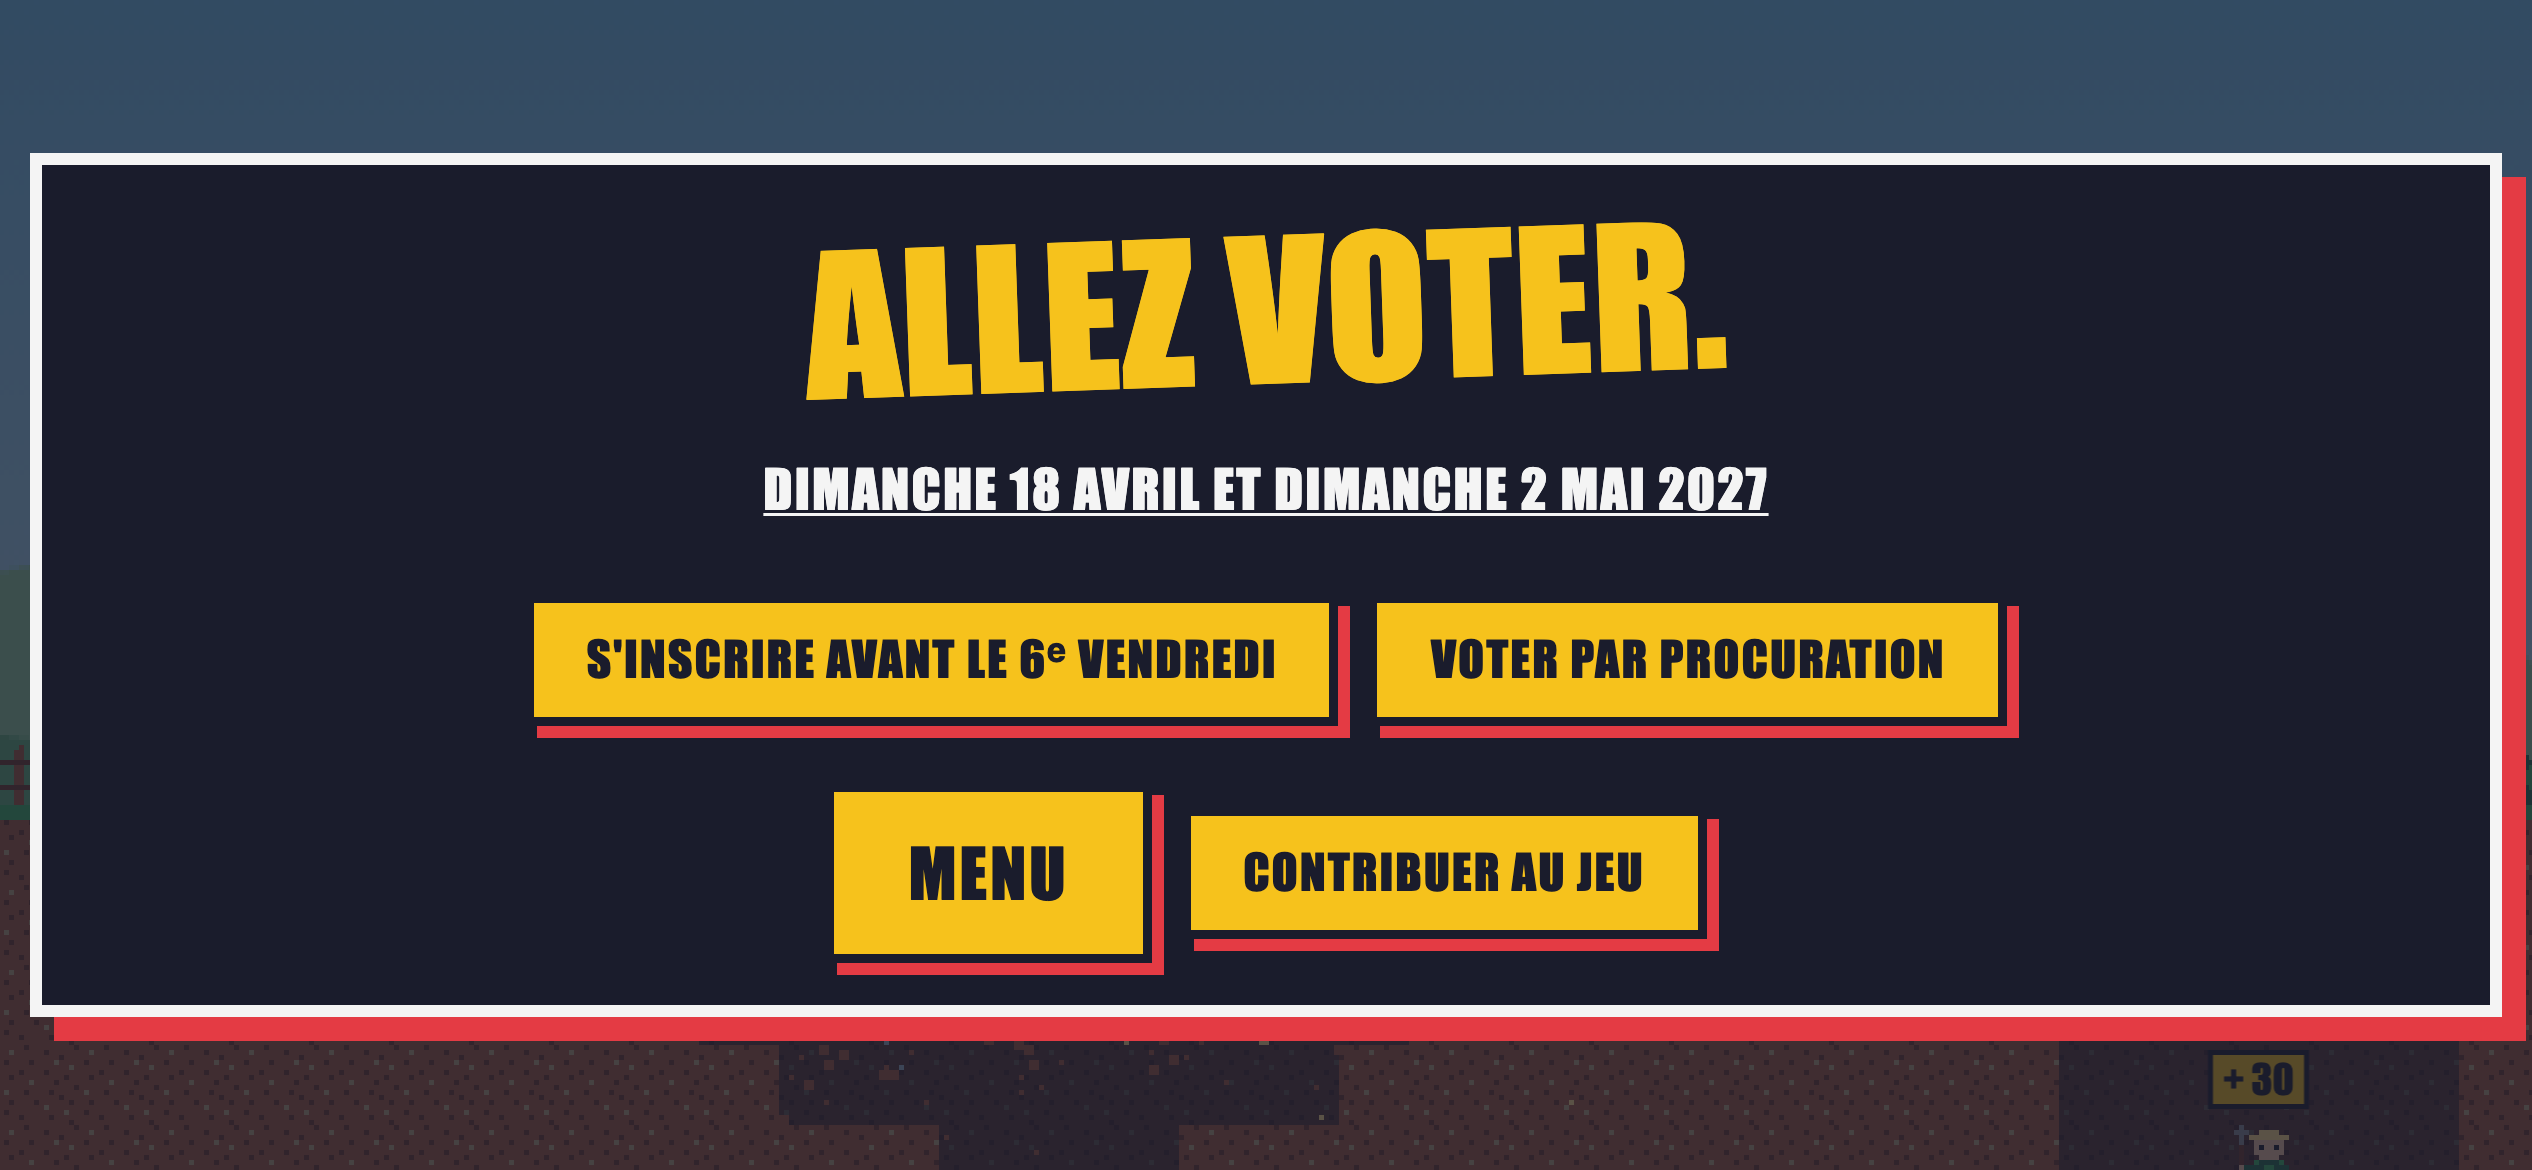 ALLEZ VOTER.
DIMANCHE 18 AVRIL ET DIMANCHE 2 MAI 2027
S'INSCRIRE AVANT LE 6ᵉ VENDREDI
VOTER PAR PROCURATION
MENU
CONTRIBUER AU JEU
+30